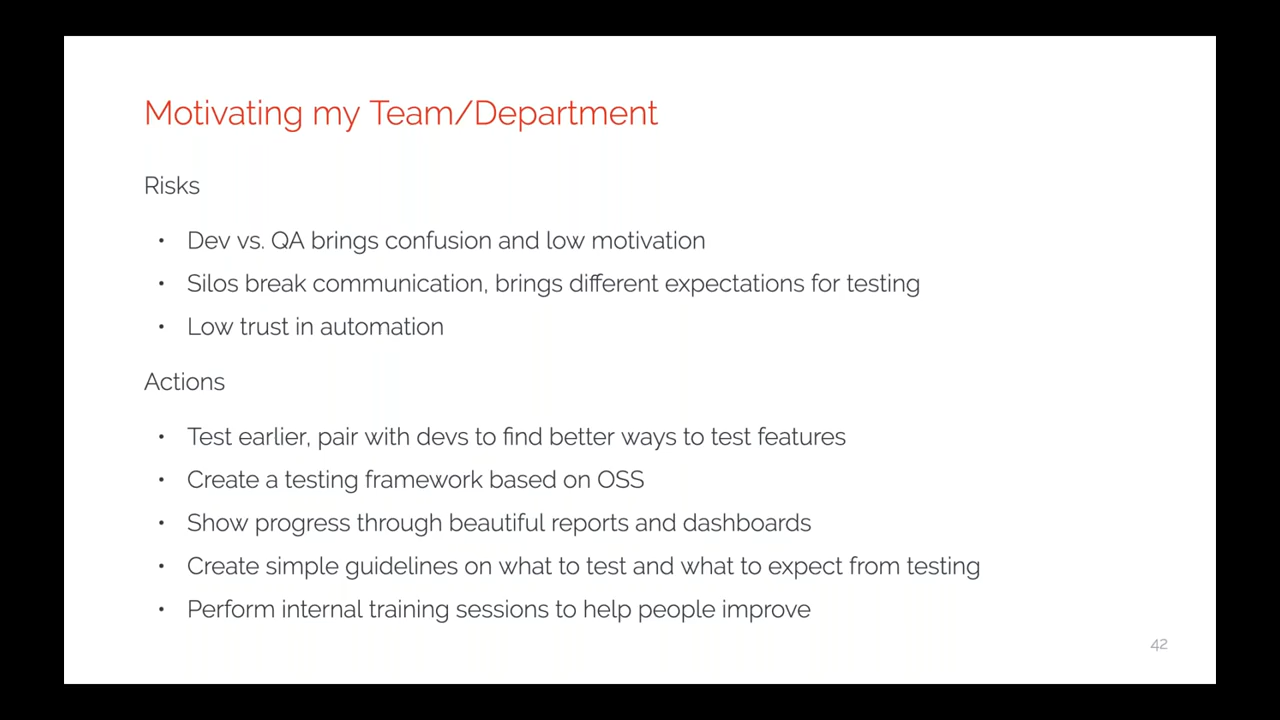 Motivating my Team/Department
Risks
• Dev vs. QA brings confusion and low motivation
• Silos break communication, brings different expectations for testing
• Low trust in automation
Actions
• Test earlier, pair with devs to find better ways to test features
• Create a testing framework based on OSS
• Show progress through beautiful reports and dashboards
• Create simple guidelines on what to test and what to expect from testing
• Perform internal training sessions to help people improve
42